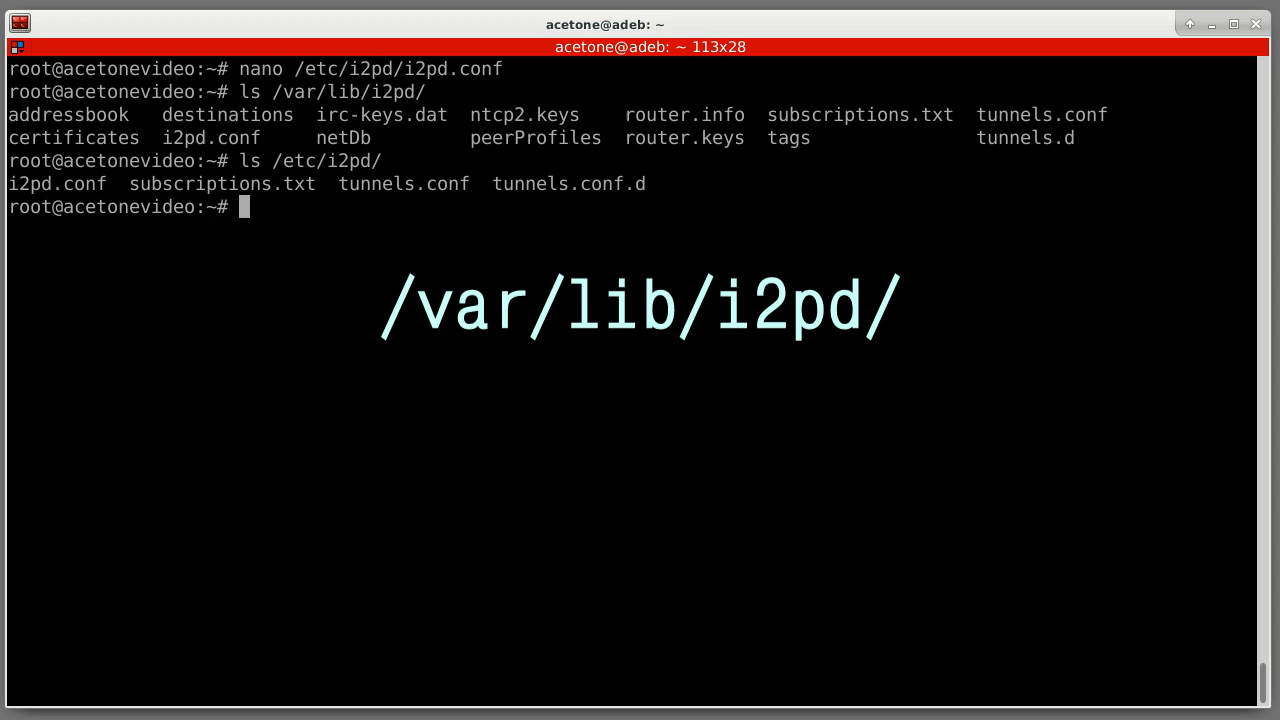 acetone@adeb: ~
acetone@adeb: ~ 113x28
root@acetonevideo:~# nano /etc/i2pd/i2pd.conf
root@acetonevideo:~# ls /var/lib/i2pd/
addressbook   destinations  irc-keys.dat  ntcp2.keys    router.info  subscriptions.txt  tunnels.conf
certificates  i2pd.conf     netDb         peerProfiles  router.keys  tags               tunnels.d
root@acetonevideo:~# ls /etc/i2pd/
i2pd.conf  subscriptions.txt  tunnels.conf  tunnels.conf.d
root@acetonevideo:~#
/var/lib/i2pd/